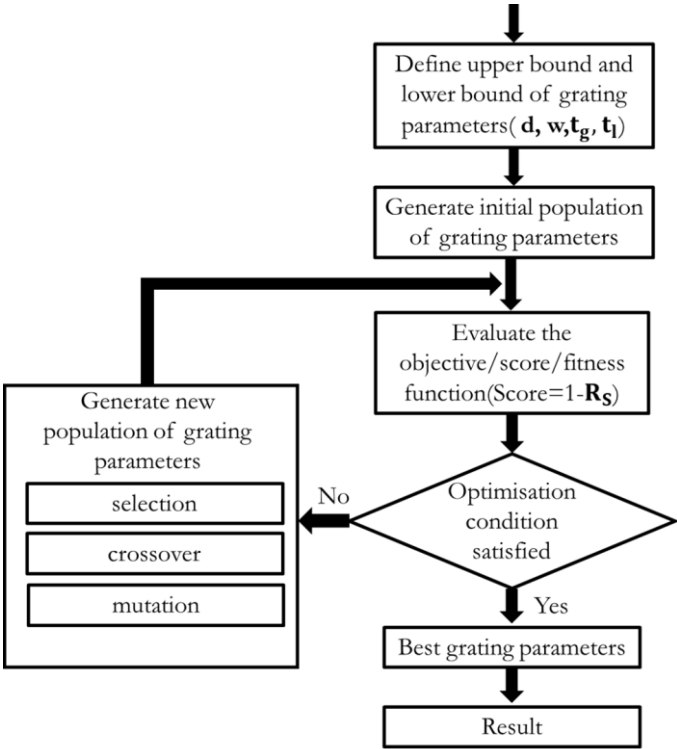 Define upper bound and
lower bound of grating
parameters( d, w,tg, tl)
Generate initial population
of grating parameters
Evaluate the
objective/score/fitness
function(Score=1-RS)
Generate new
population of grating
parameters
selection
crossover
mutation
No
Optimisation
condition
satisfied
Yes
Best grating parameters
Result